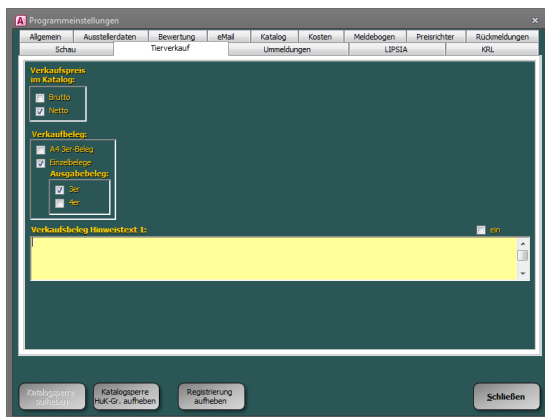 Programmeinstellungen
Allgemein Ausstellerdaten Bewertung eMail Katalog Kosten Meldebogen Preisrichter Rückmeldungen
Schau Tierverkauf Ummeldungen LIPSIA KRL
Verkaufspreis
im Katalog:
Brutto
Netto
Verkaufbeleg:
A4 3er-Beleg
Einzelbelege
Ausgabebeleg:
3er
4er
Verkaufsbeleg Hinweistext 1:
ein
Katalogsperre
aufheben
Katalogsperre
HuK-Gr. aufheben
Registrierung
aufheben
Schließen